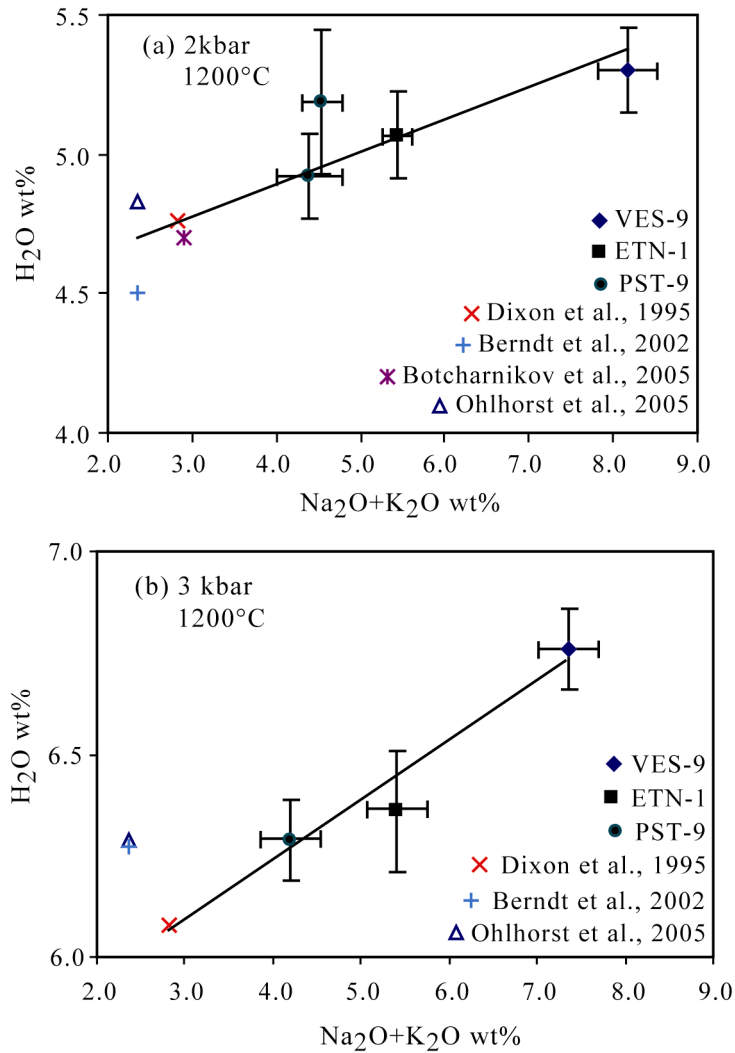 5.5
(a) 2kbar
1200°C
5.0
H₂O wt%
VES-9
ETN-1
PST-9
4.5
Dixon et al., 1995
Berndt et al., 2002
Botcharnikov et al., 2005
Ohlhorst et al., 2005
4.0
2.0 3.0 4.0 5.0 6.0 7.0 8.0 9.0
Na₂O+K₂O wt%
7.0
(b) 3 kbar
1200°C
H₂O wt%
6.5
VES-9
ETN-1
PST-9
Dixon et al., 1995
Berndt et al., 2002
Ohlhorst et al., 2005
6.0
2.0 3.0 4.0 5.0 6.0 7.0 8.0 9.0
Na₂O+K₂O wt%